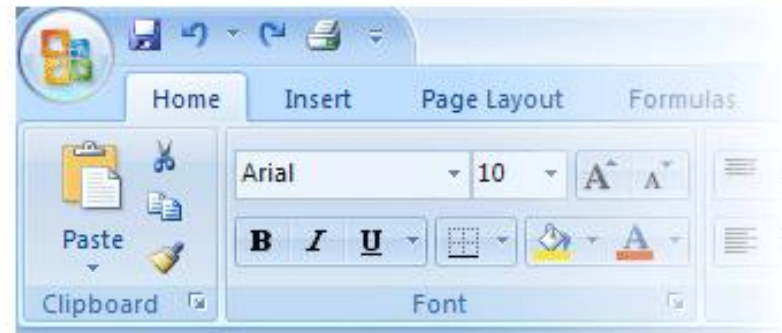 Home Insert Page Layout Formulas
Arial 10 A A
Paste B I U A
Clipboard Font